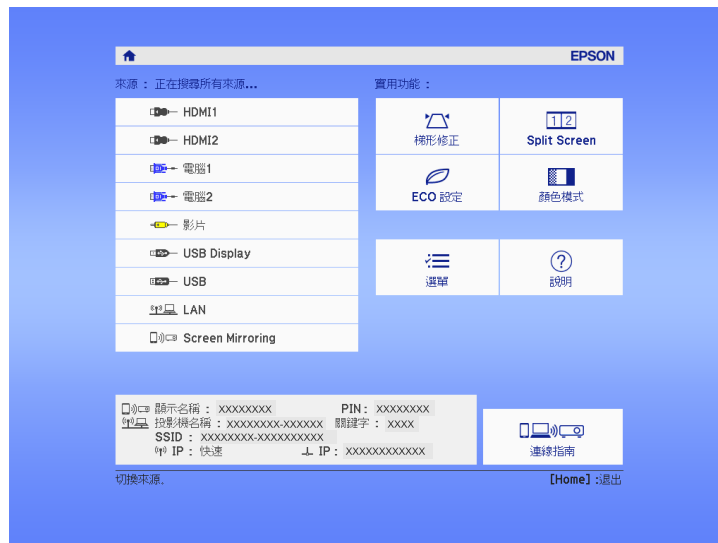 EPSON
來源 : 正在搜尋所有來源...
HDMI1
HDMI2
電腦1
電腦2
影片
USB Display
USB
LAN
Screen Mirroring
實用功能 :
梯形修正
1 2
Split Screen
ECO 設定
顏色模式
選單
?
說明
顯示名稱 : XXXXXXXX PIN : XXXXXXXX
投影機名稱 : XXXXXXXX-XXXXXX 關鍵字 : XXXX
SSID : XXXXXXXX-XXXXXXXXXX
IP : 快速 IP : XXXXXXXXXXXX
連線指南
切換來源. [Home] :退出